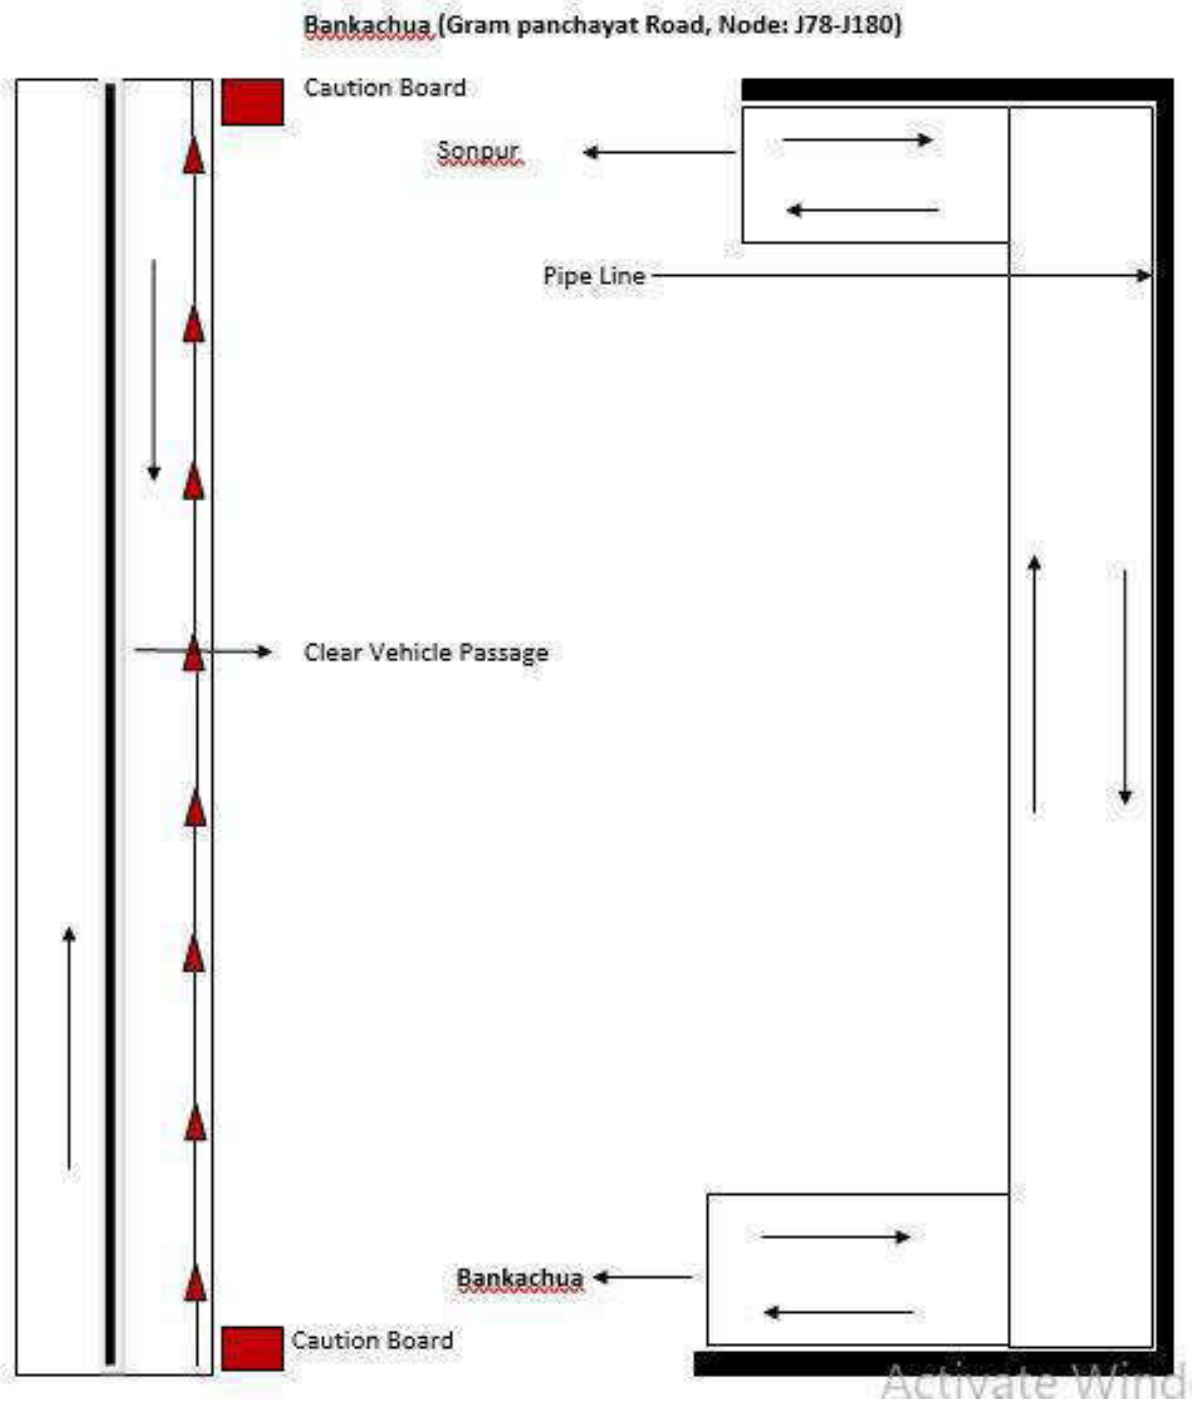 Bankachua (Gram panchayat Road, Node: J78-J180)
Caution Board
Sonpur
Pipe Line
Clear Vehicle Passage
Bankachua
Caution Board
Activate Wind